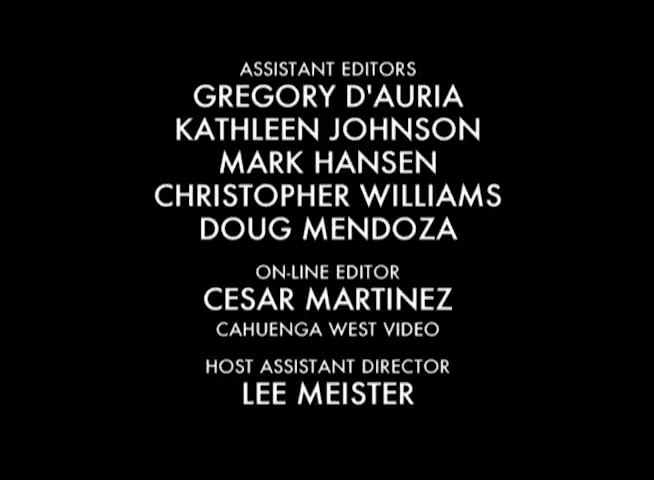 ASSISTANT EDITORS
GREGORY D'AURIA
KATHLEEN JOHNSON
MARK HANSEN
CHRISTOPHER WILLIAMS
DOUG MENDOZA
ON-LINE EDITOR
CESAR MARTINEZ
CAHUENGA WEST VIDEO
HOST ASSISTANT DIRECTOR
LEE MEISTER